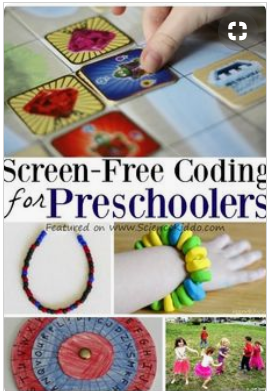 Screen-Free Coding
for Preschoolers
Featured on www.ScienceKiddo.com